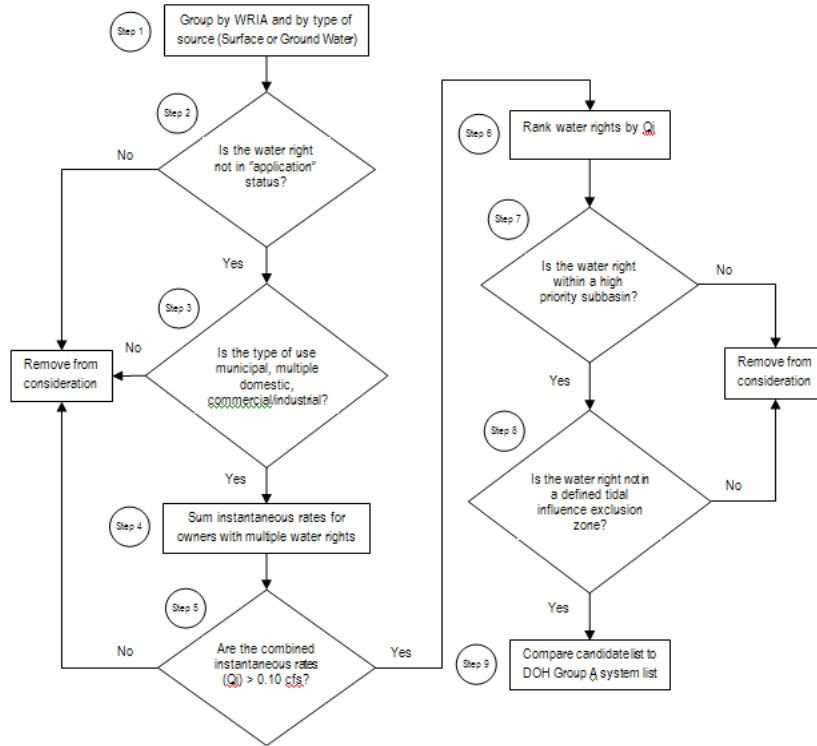 Step 1
Group by WRIA and by type of
source (Surface or Ground Water)
Step 2
Is the water right
not in "application"
status?
No
Yes
Step 3
Is the type of use
municipal, multiple
domestic,
commercial/industrial?
No
Remove from
consideration
Yes
Step 4
Sum instantaneous rates for
owners with multiple water rights
Step 5
Are the combined
instantaneous rates
(Qi) > 0.10 cfs?
No
Yes
Step 6
Rank water rights by Qi
Step 7
Is the water right
within a high
priority subbasin?
No
Remove from
consideration
Yes
Step 8
Is the water right not in
a defined tidal
influence exclusion
zone?
No
Yes
Step 9
Compare candidate list to
DOH Group A system list